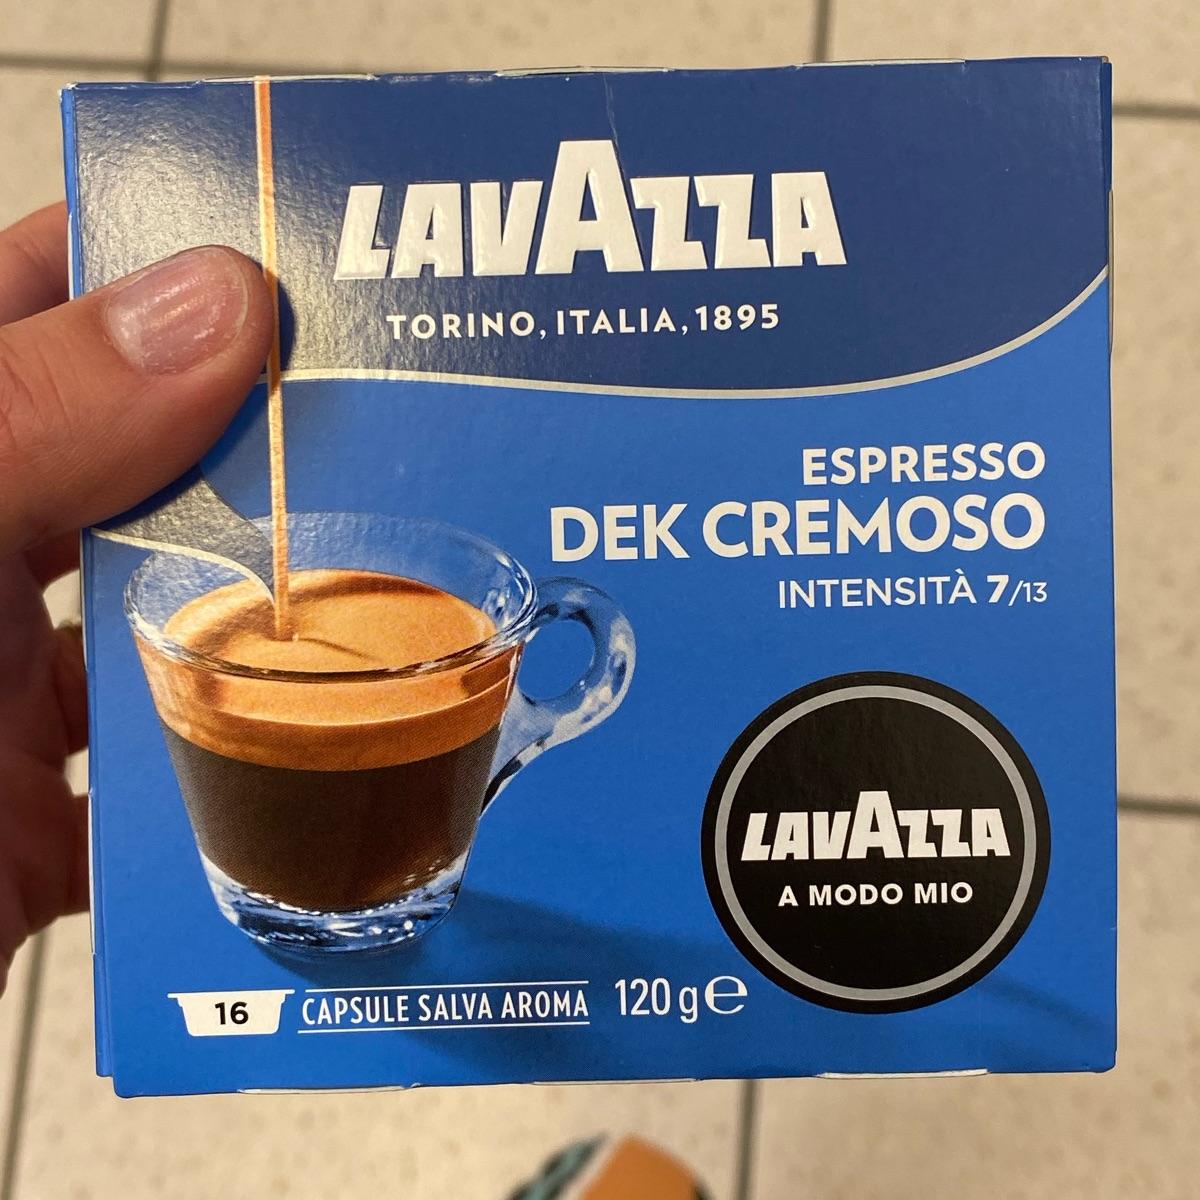 LAVAZZA
TORINO, ITALIA, 1895
ESPRESSO
DEK CREMOSO
INTENSITÀ 7/13
LAVAZZA
A MODO MIO
16 CAPSULE SALVA AROMA 120 g ℮